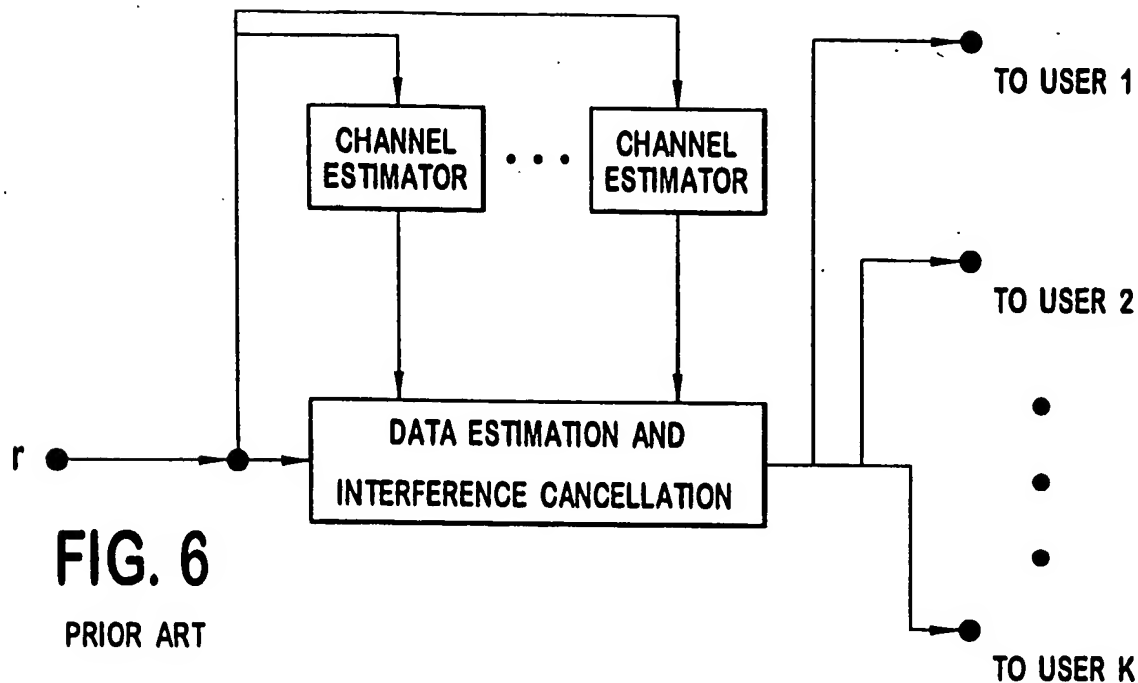 TO USER 1
CHANNEL
ESTIMATOR
CHANNEL
ESTIMATOR
TO USER 2
r
DATA ESTIMATION AND
INTERFERENCE CANCELLATION
FIG. 6
PRIOR ART
TO USER K